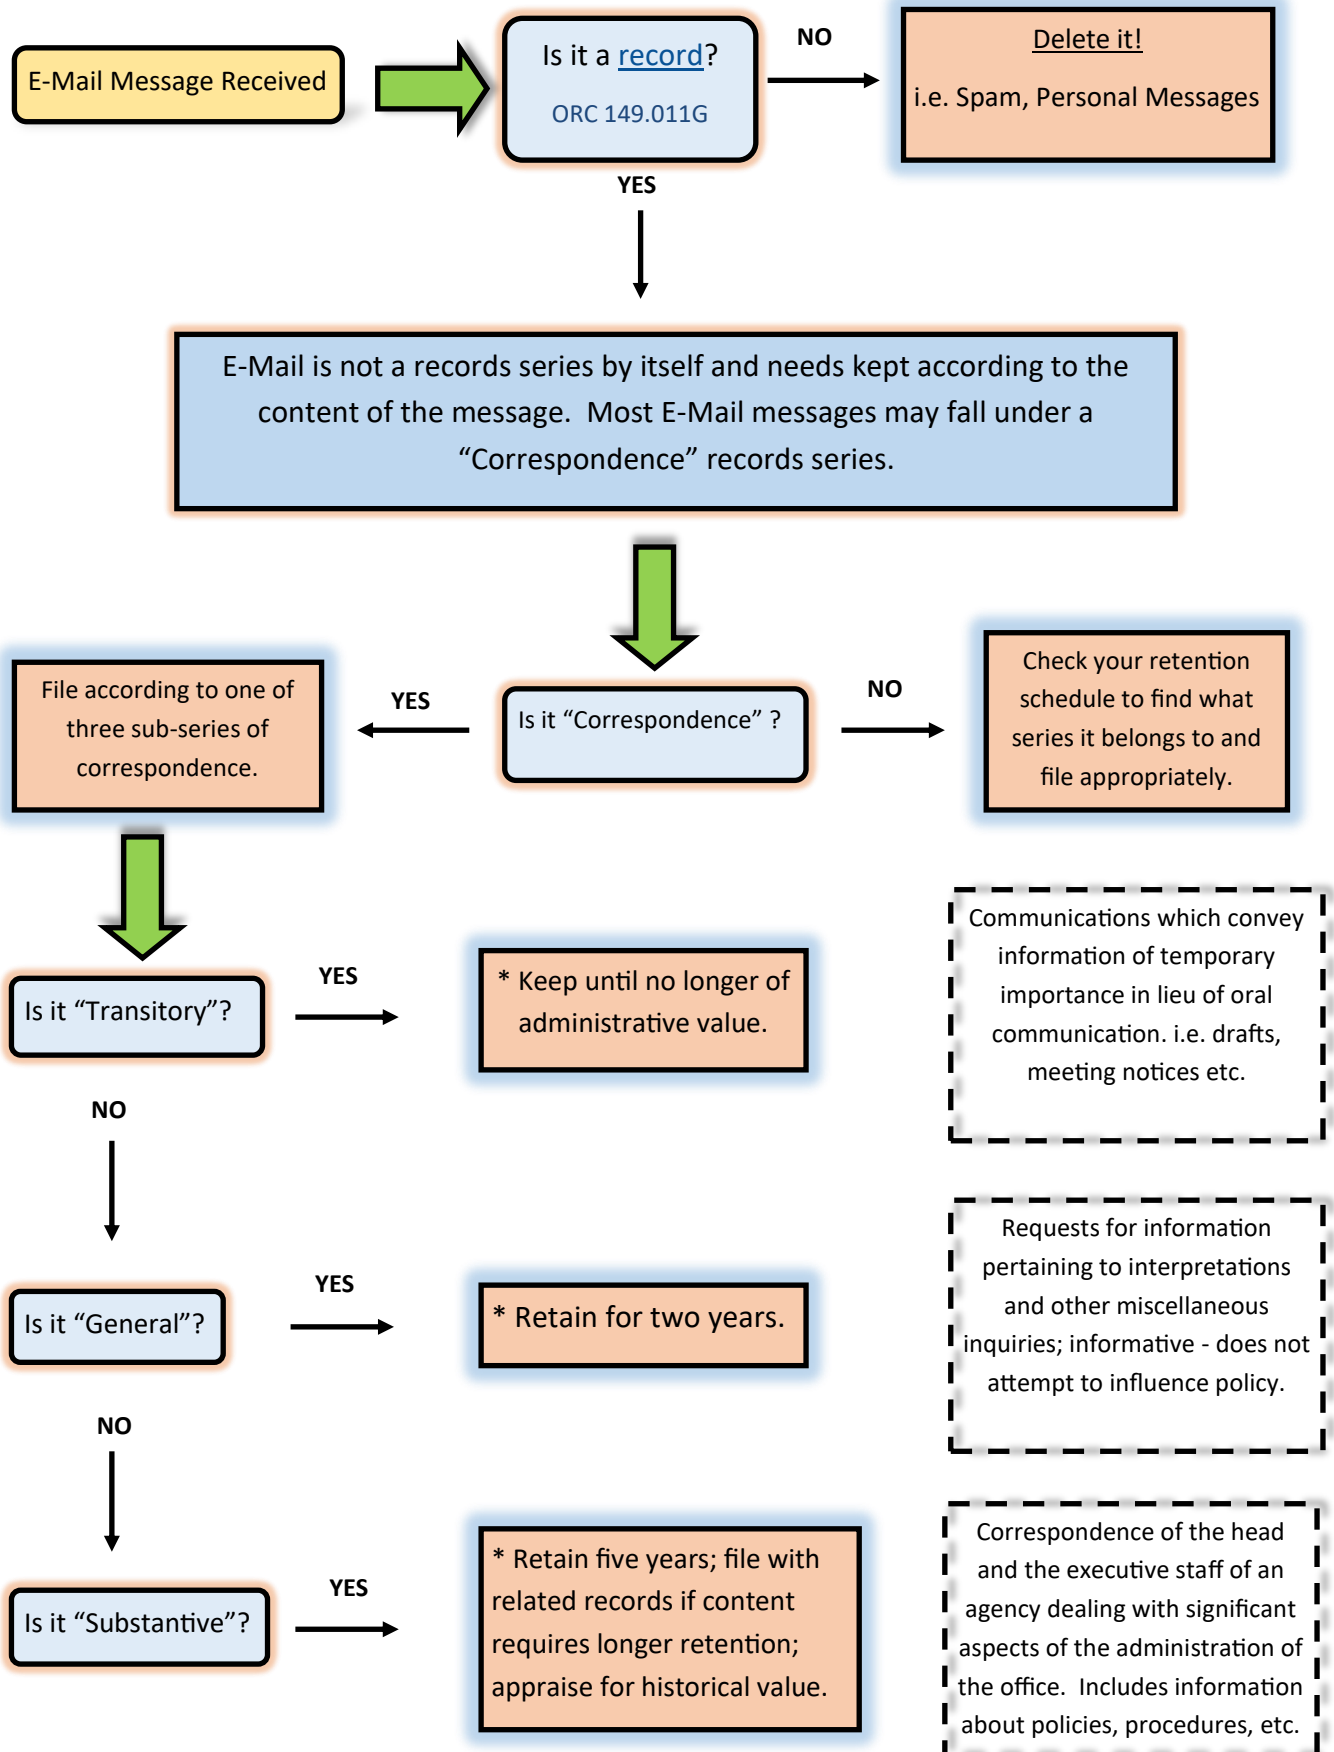 E-Mail Message Received
Is it a record?
ORC 149.011G
NO
Delete it!
i.e. Spam, Personal Messages
YES
E-Mail is not a records series by itself and needs kept according to the
content of the message.  Most E-Mail messages may fall under a
“Correspondence” records series.
File according to one of
three sub-series of
correspondence.
YES
Is it “Correspondence” ?
NO
Check your retention
schedule to find what
series it belongs to and
file appropriately.
Is it “Transitory”?
YES
* Keep until no longer of
administrative value.
Communications which convey
information of temporary
importance in lieu of oral
communication. i.e. drafts,
meeting notices etc.
NO
Is it “General”?
YES
* Retain for two years.
Requests for information
pertaining to interpretations
and other miscellaneous
inquiries; informative - does not
attempt to influence policy.
NO
Is it “Substantive”?
YES
* Retain five years; file with
related records if content
requires longer retention;
appraise for historical value.
Correspondence of the head
and the executive staff of an
agency dealing with significant
aspects of the administration of
the office.  Includes information
about policies, procedures, etc.